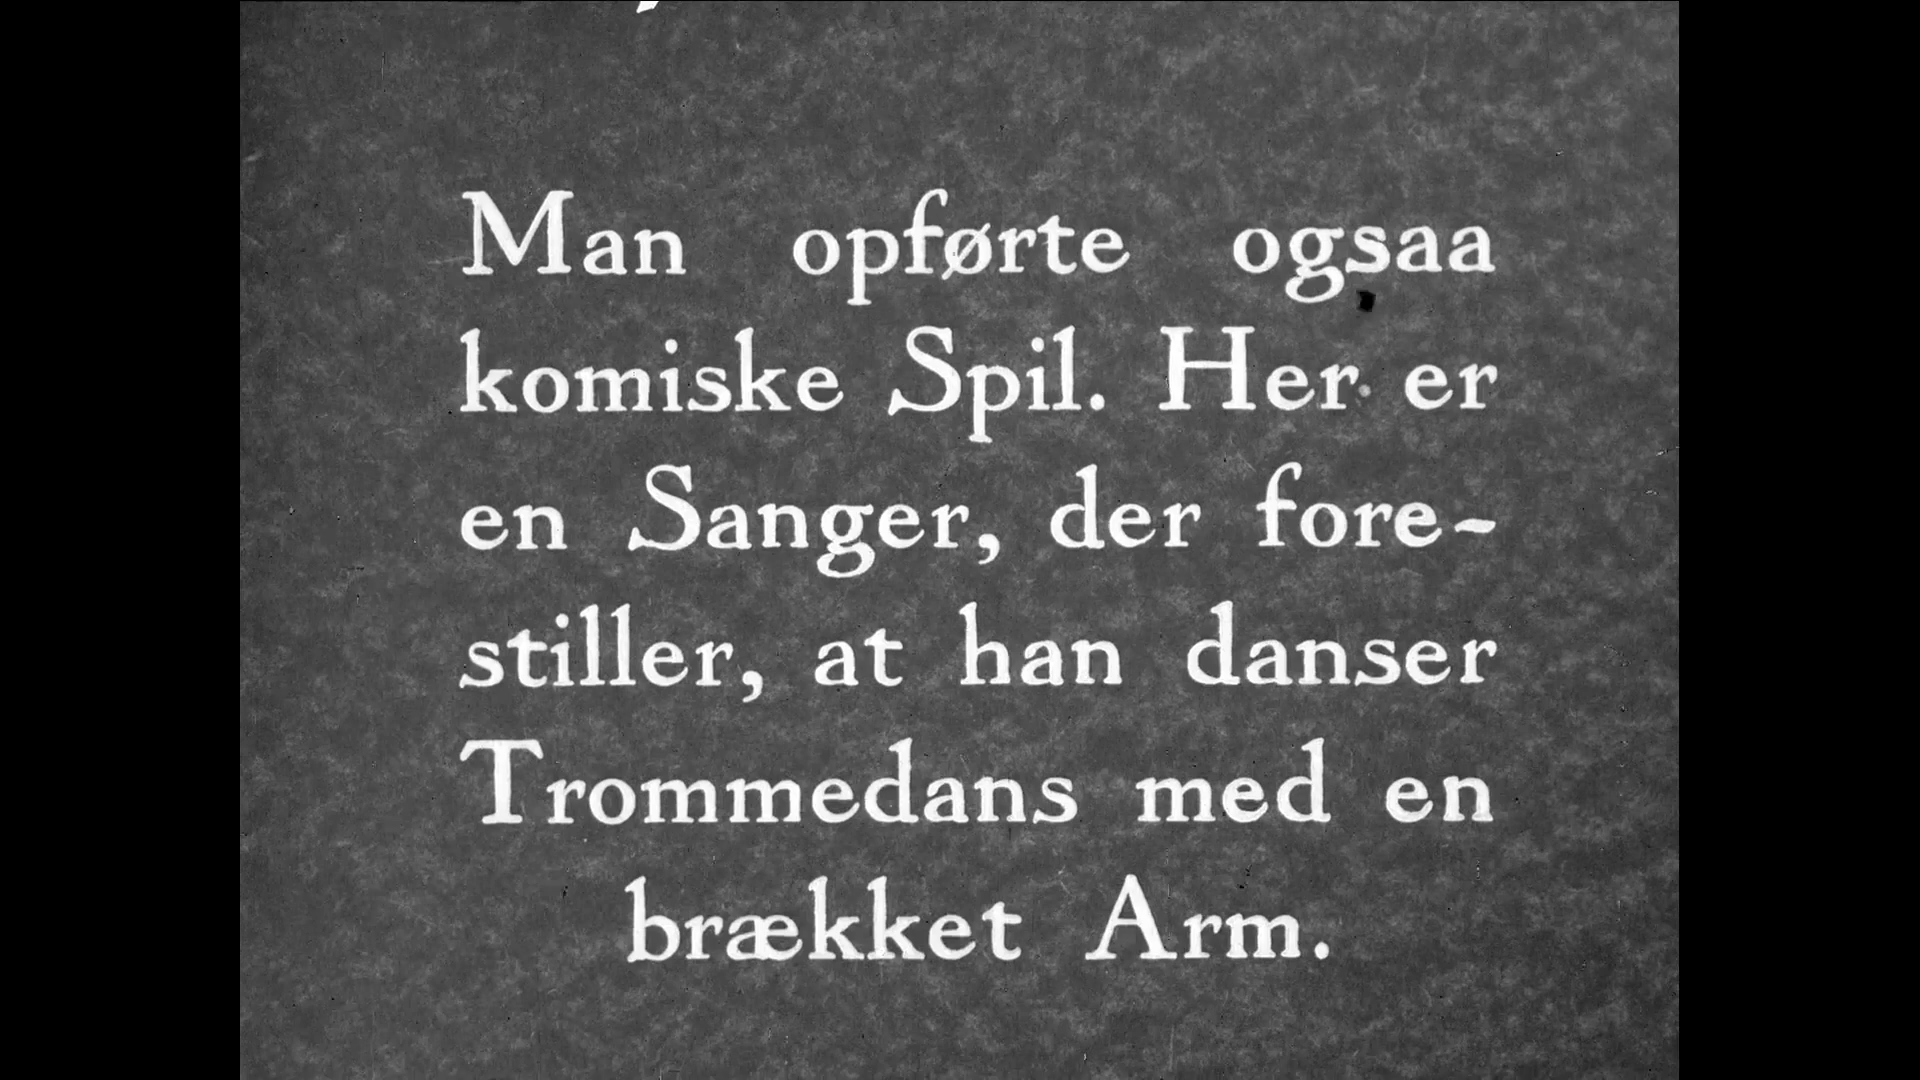 Man opførte ogsaa
komiske Spil. Her er
en Sanger, der fore-
stiller, at han danser
Trommedans med en
brækket Arm.